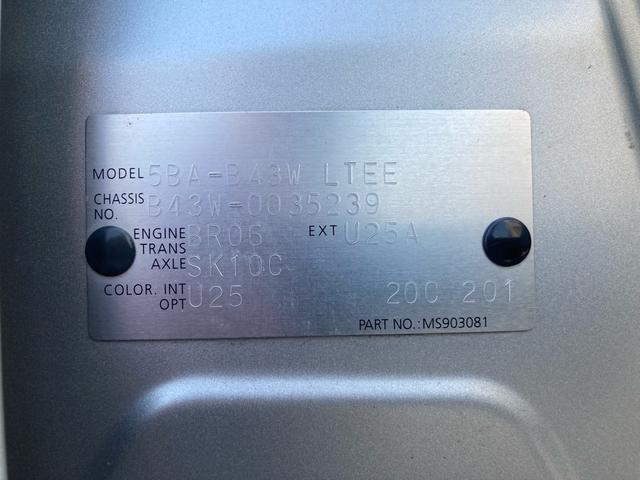 MODEL 5BA-B43W LTEE
CHASSIS NO. B43W-0035239
ENGINE BR06 EXT U25A
TRANS AXLE SK10C
COLOR. INT OPT U25 20C 201
PART NO.: MS903081